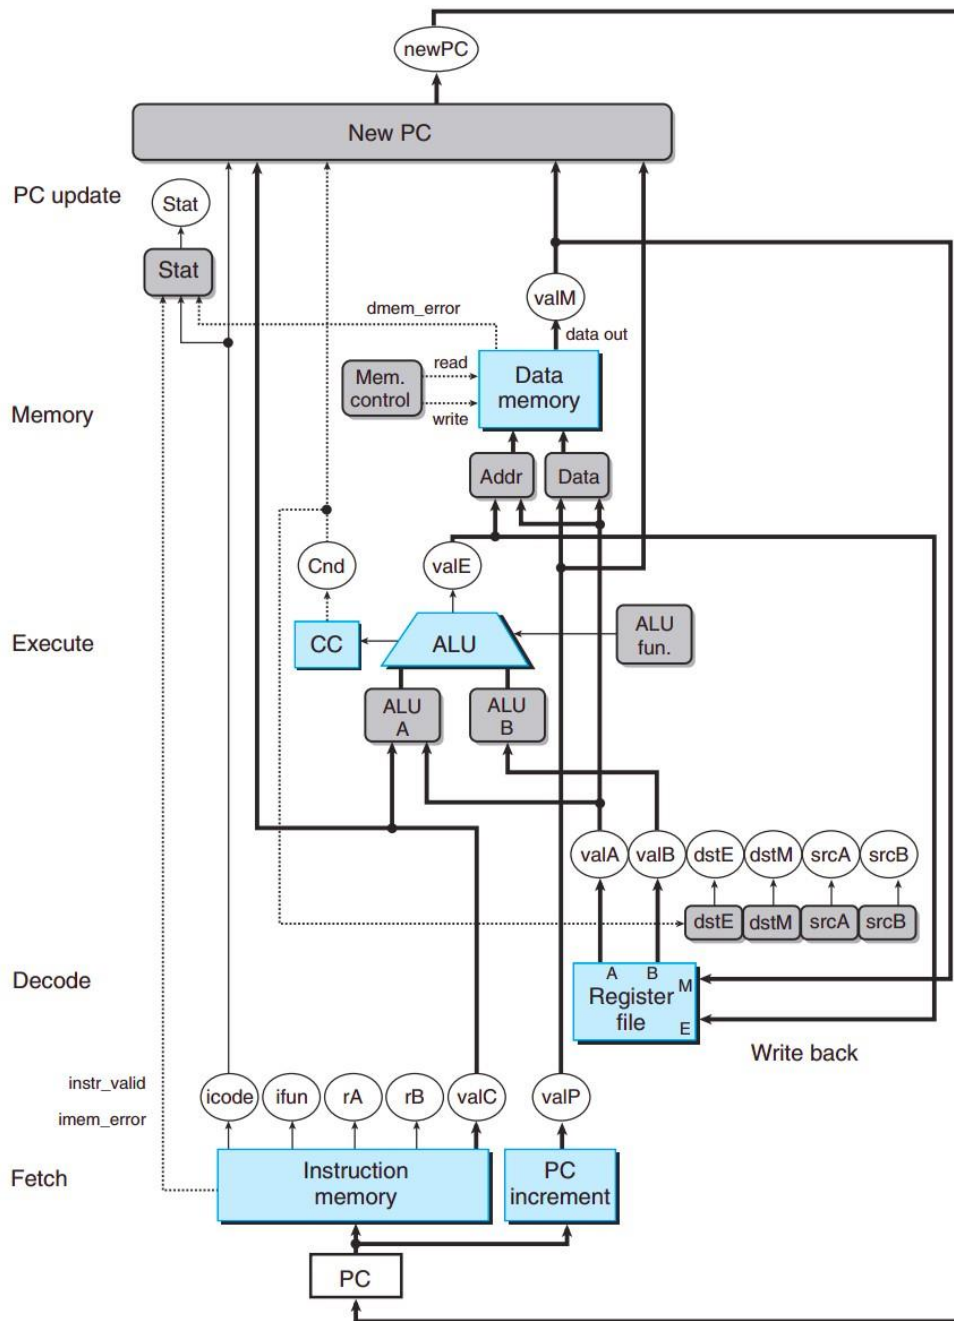 newPC
New PC
PC update
Stat
Stat
valM
dmem_error
data out
read
Mem.
control
Data
memory
Memory
write
Addr
Data
Cnd
valE
ALU
fun.
Execute
CC
ALU
ALU
A
ALU
B
valA
valB
dstE
dstM
srcA
srcB
dstE
dstM
srcA
srcB
Decode
A
B
M
Register
file
E
Write back
instr_valid
icode
ifun
rA
rB
valC
valP
imem_error
Fetch
Instruction
memory
PC
increment
PC